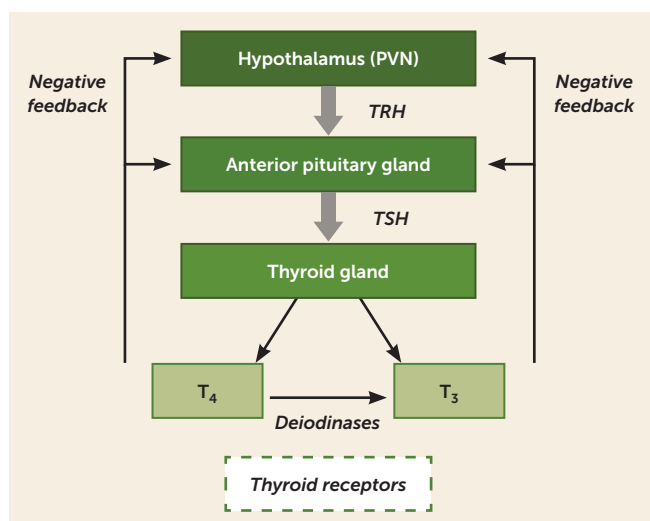 Hypothalamus (PVN)
Negative
feedback
Negative
feedback
TRH
Anterior pituitary gland
TSH
Thyroid gland
T₄
T₃
Deiodinases
Thyroid receptors